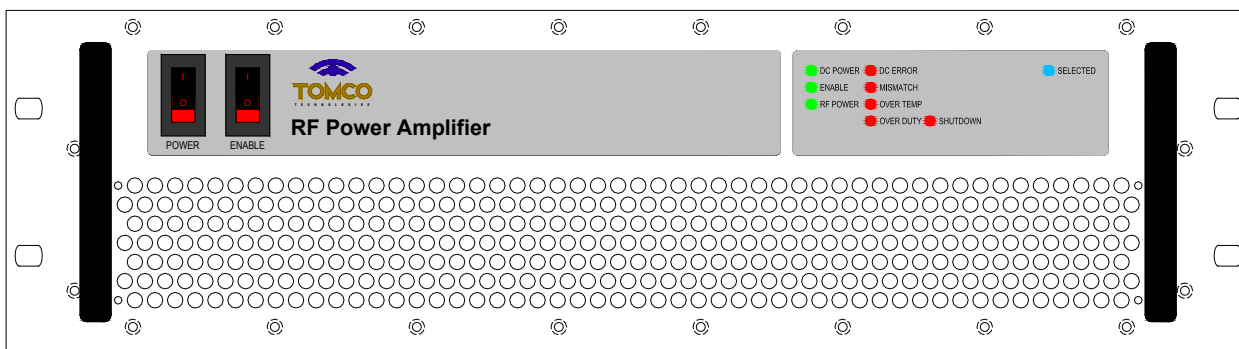 I
O
POWER
I
O
ENABLE
TOMCO
TECHNOLOGIES
RF Power Amplifier
DC POWER
DC ERROR
SELECTED
ENABLE
MISMATCH
RF POWER
OVER TEMP
OVER DUTY
SHUTDOWN